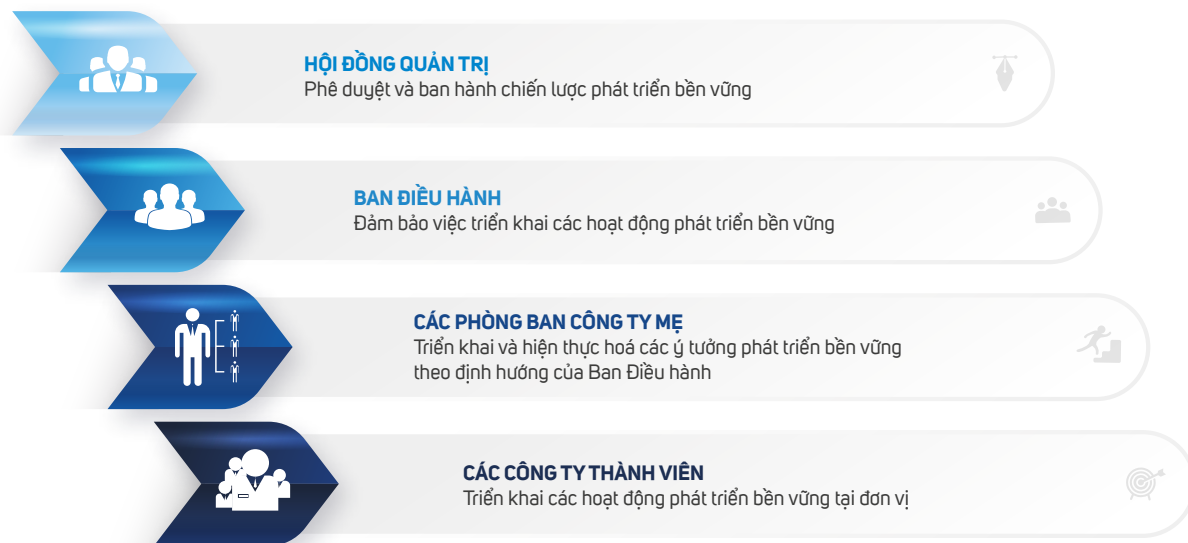 HỘI ĐỒNG QUẢN TRỊ
Phê duyệt và ban hành chiến lược phát triển bền vững
BAN ĐIỀU HÀNH
Đảm bảo việc triển khai các hoạt động phát triển bền vững
CÁC PHÒNG BAN CÔNG TY MẸ
Triển khai và hiện thực hoá các ý tưởng phát triển bền vững
theo định hướng của Ban Điều hành
CÁC CÔNG TY THÀNH VIÊN
Triển khai các hoạt động phát triển bền vững tại đơn vị